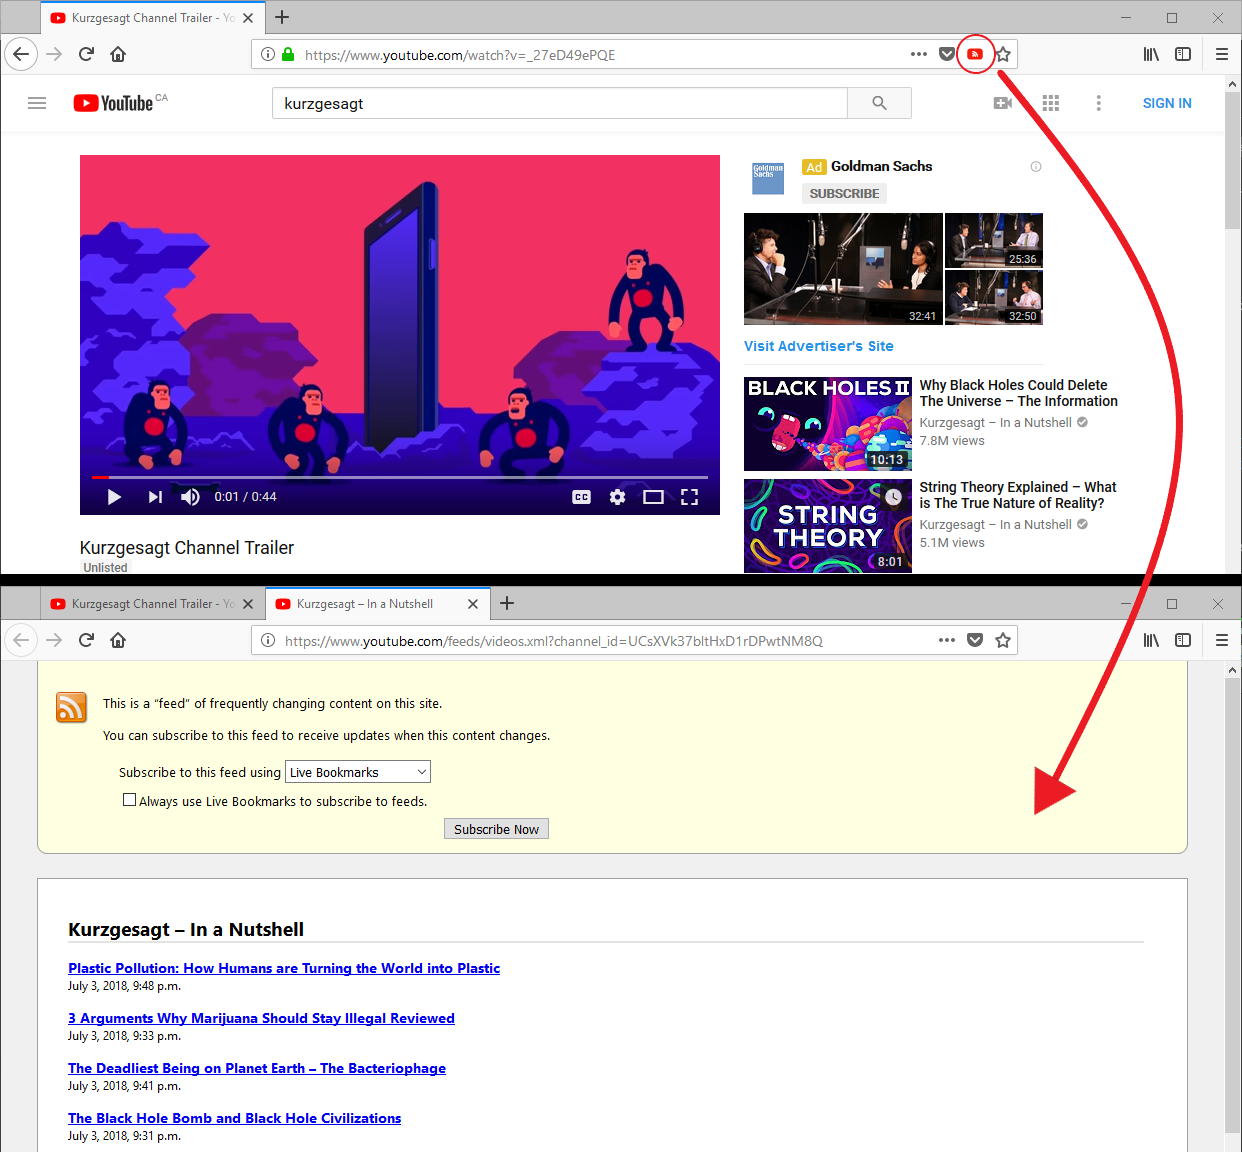 Kurzgesagt Channel Trailer - Yo
https://www.youtube.com/watch?v=_27eD49ePQE
YouTube CA
kurzgesagt
SIGN IN
Goldman Sachs
Ad Goldman Sachs
SUBSCRIBE
25:36
32:41
32:50
Visit Advertiser's Site
BLACK HOLES II
10:13
Why Black Holes Could Delete
The Universe – The Information
Kurzgesagt – In a Nutshell
7.8M views
STRING
THEORY
8:01
String Theory Explained – What
is The True Nature of Reality?
Kurzgesagt – In a Nutshell
5.1M views
0:01 / 0:44
CC
Kurzgesagt Channel Trailer
Unlisted
Kurzgesagt Channel Trailer - Yo
Kurzgesagt – In a Nutshell
https://www.youtube.com/feeds/videos.xml?channel_id=UCsXVk37bltHxD1rDPwtNM8Q
This is a “feed” of frequently changing content on this site.
You can subscribe to this feed to receive updates when this content changes.
Subscribe to this feed using Live Bookmarks
Always use Live Bookmarks to subscribe to feeds.
Subscribe Now
Kurzgesagt – In a Nutshell
Plastic Pollution: How Humans are Turning the World into Plastic
July 3, 2018, 9:48 p.m.
3 Arguments Why Marijuana Should Stay Illegal Reviewed
July 3, 2018, 9:33 p.m.
The Deadliest Being on Planet Earth – The Bacteriophage
July 3, 2018, 9:41 p.m.
The Black Hole Bomb and Black Hole Civilizations
July 3, 2018, 9:31 p.m.